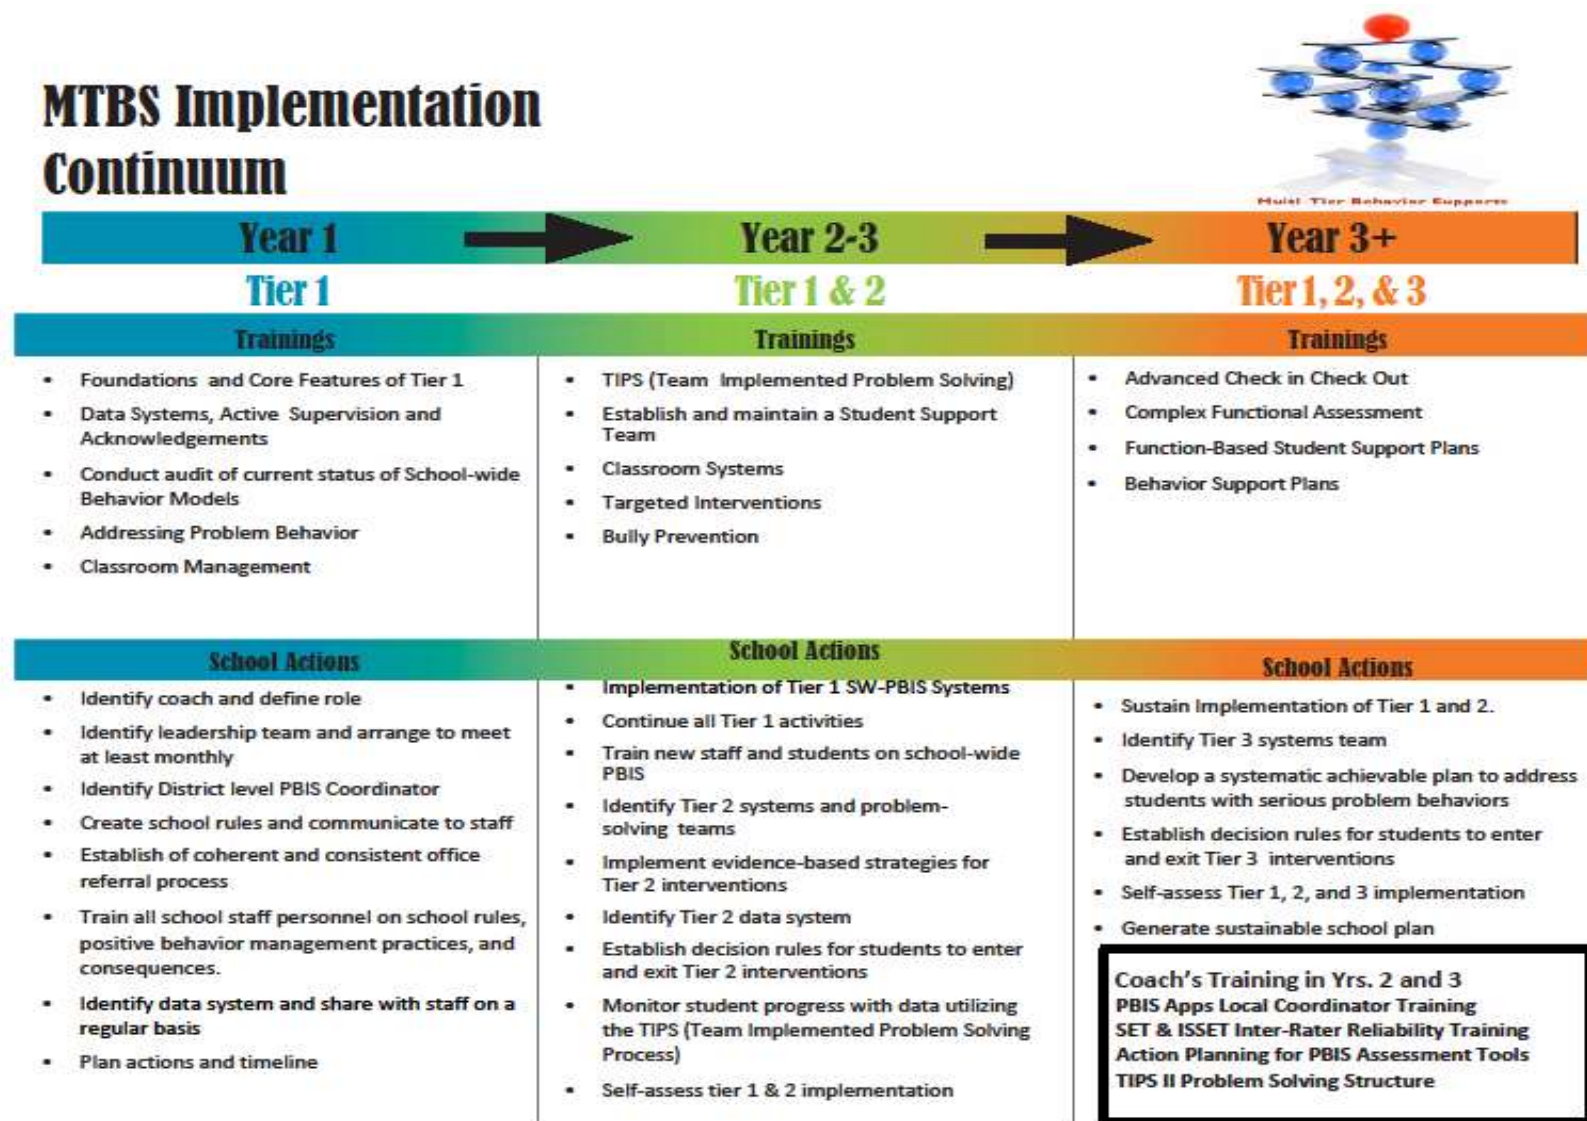 MTBS Implementation
Continuum
Multi Tier Behavior Supports
Year 1
Year 2-3
Year 3+
Tier 1
Tier 1 & 2
Tier 1, 2, & 3
Trainings
Trainings
Trainings
• Foundations and Core Features of Tier 1
• Data Systems, Active Supervision and
Acknowledgements
• Conduct audit of current status of School-wide
Behavior Models
• Addressing Problem Behavior
• Classroom Management
• TIPS (Team Implemented Problem Solving)
• Establish and maintain a Student Support
Team
• Classroom Systems
• Targeted Interventions
• Bully Prevention
• Advanced Check in Check Out
• Complex Functional Assessment
• Function-Based Student Support Plans
• Behavior Support Plans
School Actions
School Actions
School Actions
• Identify coach and define role
• Identify leadership team and arrange to meet
at least monthly
• Identify District level PBIS Coordinator
• Create school rules and communicate to staff
• Establish of coherent and consistent office
referral process
• Train all school staff personnel on school rules,
positive behavior management practices, and
consequences.
• Identify data system and share with staff on a
regular basis
• Plan actions and timeline
• Implementation of Tier 1 SW-PBIS Systems
• Continue all Tier 1 activities
• Train new staff and students on school-wide
PBIS
• Identify Tier 2 systems and problem-
solving teams
• Implement evidence-based strategies for
Tier 2 interventions
• Identify Tier 2 data system
• Establish decision rules for students to enter
and exit Tier 2 interventions
• Monitor student progress with data utilizing
the TIPS (Team Implemented Problem Solving
Process)
• Self-assess tier 1 & 2 implementation
• Sustain Implementation of Tier 1 and 2.
• Identify Tier 3 systems team
• Develop a systematic achievable plan to address
students with serious problem behaviors
• Establish decision rules for students to enter
and exit Tier 3 interventions
• Self-assess Tier 1, 2, and 3 implementation
• Generate sustainable school plan
Coach's Training in Yrs. 2 and 3
PBIS Apps Local Coordinator Training
SET & ISSET Inter-Rater Reliability Training
Action Planning for PBIS Assessment Tools
TIPS II Problem Solving Structure